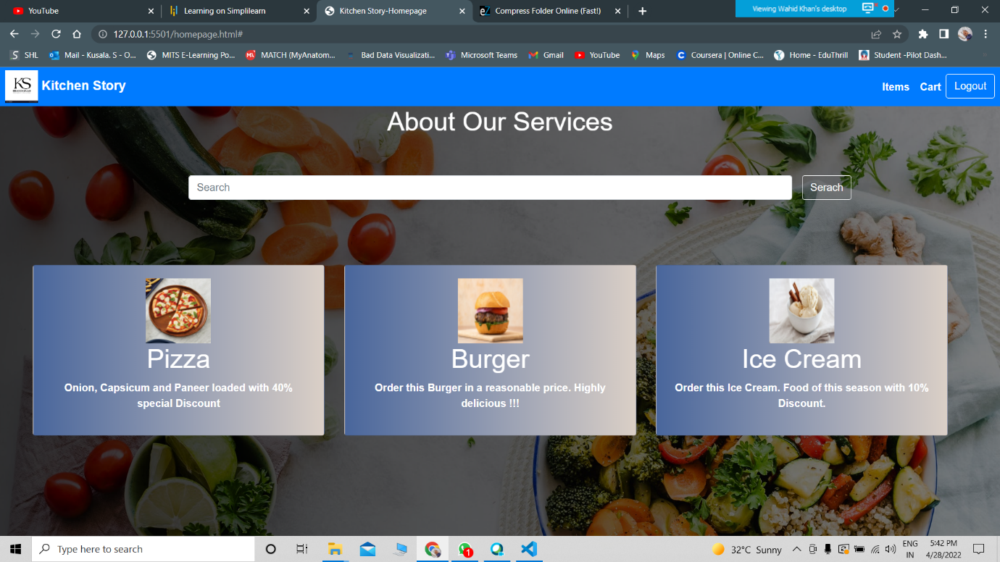 YouTube
Learning on Simplilearn
Kitchen Story-Homepage
Compress Folder Online (Fast!)
Viewing Wahid Khan's desktop
127.0.0.1:5501/homepage.html#
SHL
Mail - Kusala. S - O...
MITS E-Learning Po...
MATCH (MyAnatom...
Bad Data Visualizati...
Microsoft Teams
Gmail
YouTube
Maps
Coursera | Online C...
Home - EduThrill
Student -Pilot Dash...
KS
Kitchen Story
Items
Cart
Logout
About Our Services
Search
Serach
Pizza
Onion, Capsicum and Paneer loaded with 40%
special Discount
Burger
Order this Burger in a reasonable price. Highly
delicious !!!
Ice Cream
Order this Ice Cream. Food of this season with 10%
Discount.
Type here to search
1
32°C Sunny
ENG
IN
5:42 PM
4/28/2022